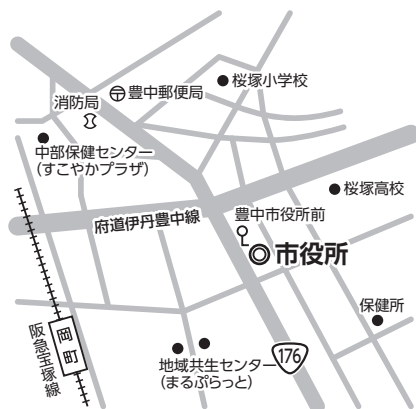 桜塚小学校
豊中郵便局
消防局
中部保健センター
(すこやかプラザ)
桜塚高校
府道伊丹豊中線
豊中市役所前
市役所
保健所
岡町
阪急宝塚線
地域共生センター
(まるぷらっと)
176